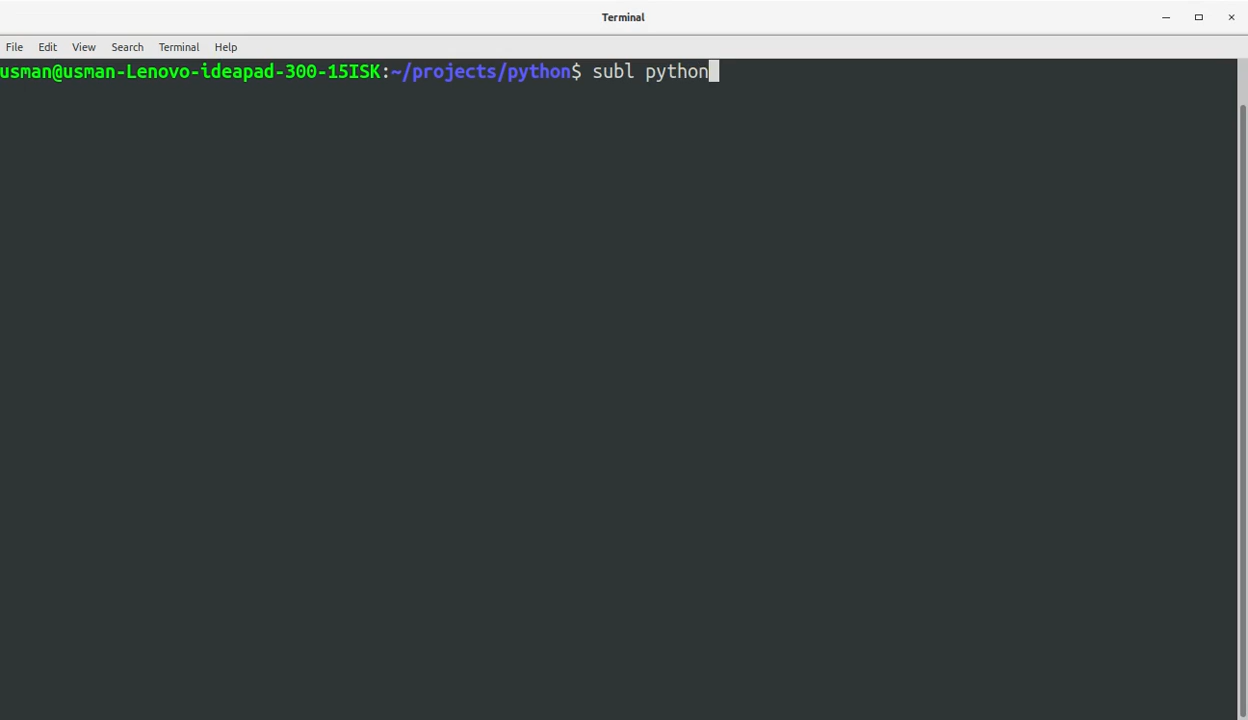 Terminal
File Edit View Search Terminal Help
usman@usman-Lenovo-ideapad-300-15ISK:~/projects/python$ subl python